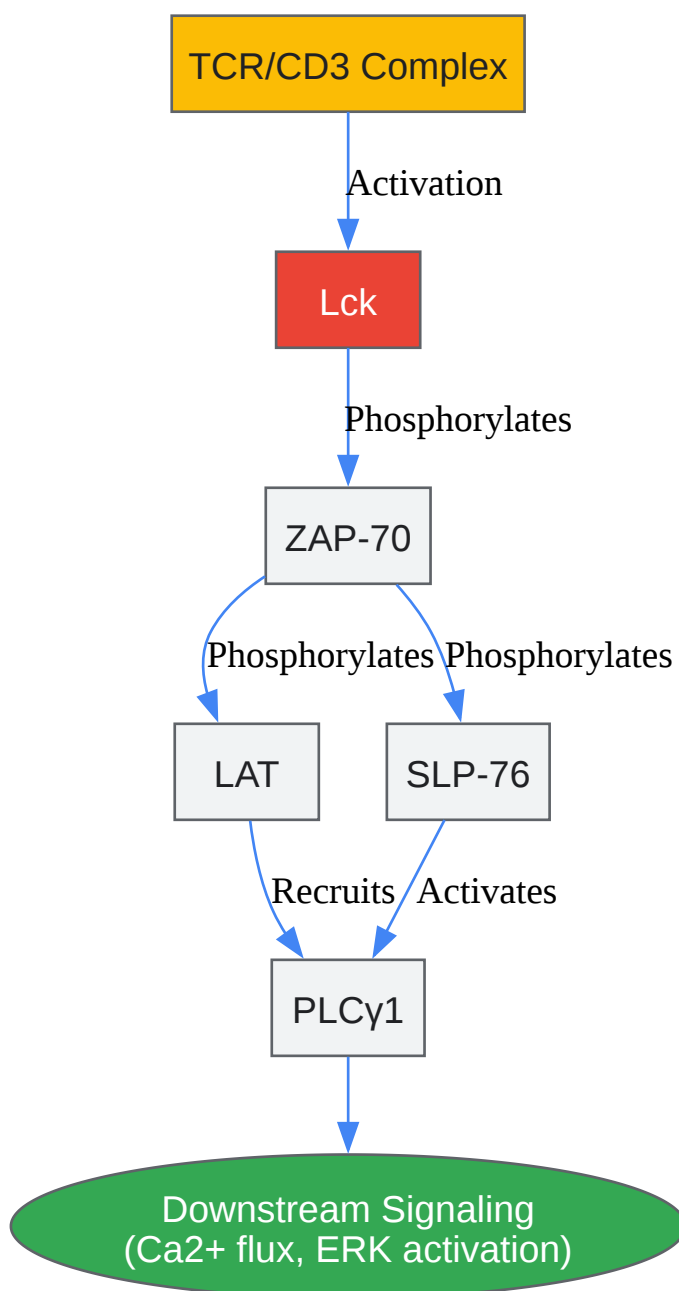 TCR/CD3 Complex
Activation
Lck
Phosphorylates
ZAP-70
Phosphorylates
Phosphorylates
LAT
SLP-76
Recruits
Activates
PLCγ1
Downstream Signaling
(Ca2+ flux, ERK activation)